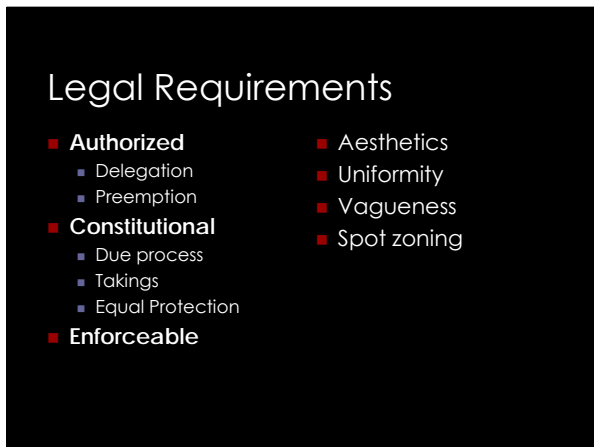 Legal Requirements
Authorized
Delegation
Preemption
Constitutional
Due process
Takings
Equal Protection
Enforceable
Aesthetics
Uniformity
Vagueness
Spot zoning